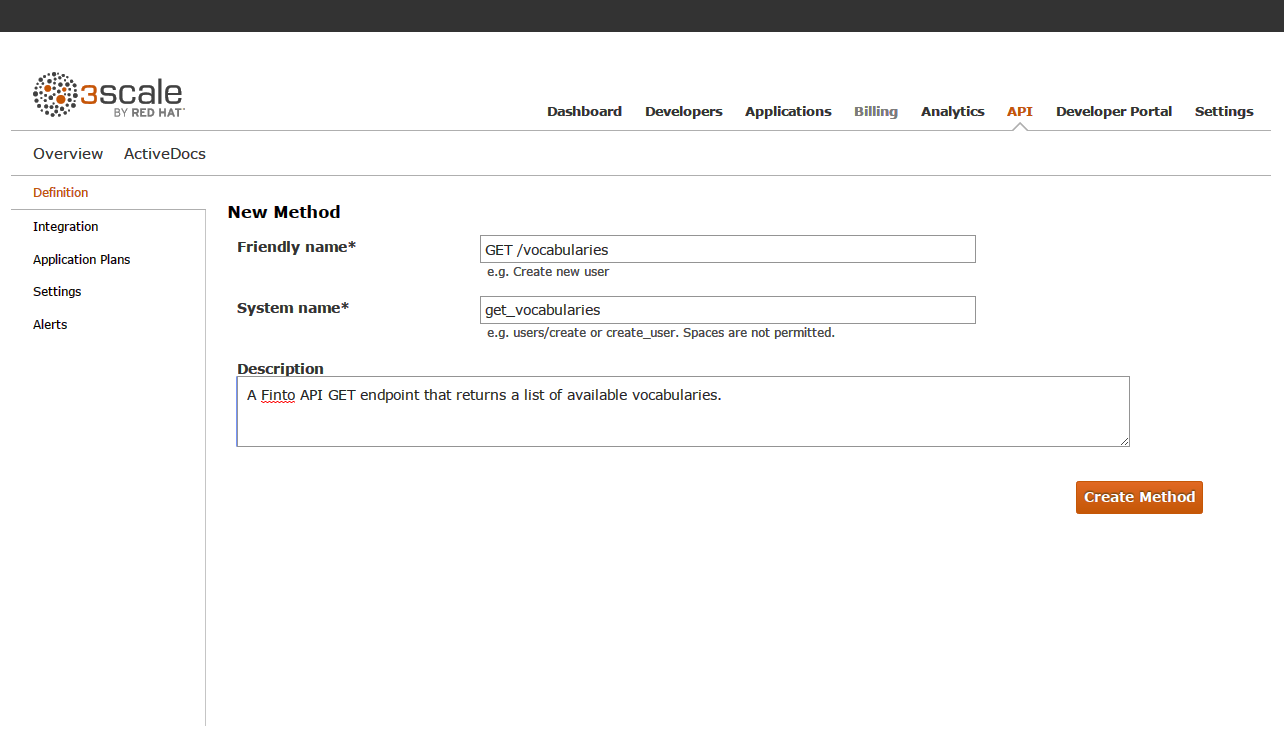 3scale
BY RED HAT
Dashboard Developers Applications Billing Analytics API Developer Portal Settings
Overview ActiveDocs
Definition
Integration
Application Plans
Settings
Alerts
New Method
Friendly name* GET /vocabularies
e.g. Create new user
System name* get_vocabularies
e.g. users/create or create_user. Spaces are not permitted.
Description
A Finto API GET endpoint that returns a list of available vocabularies.
Create Method